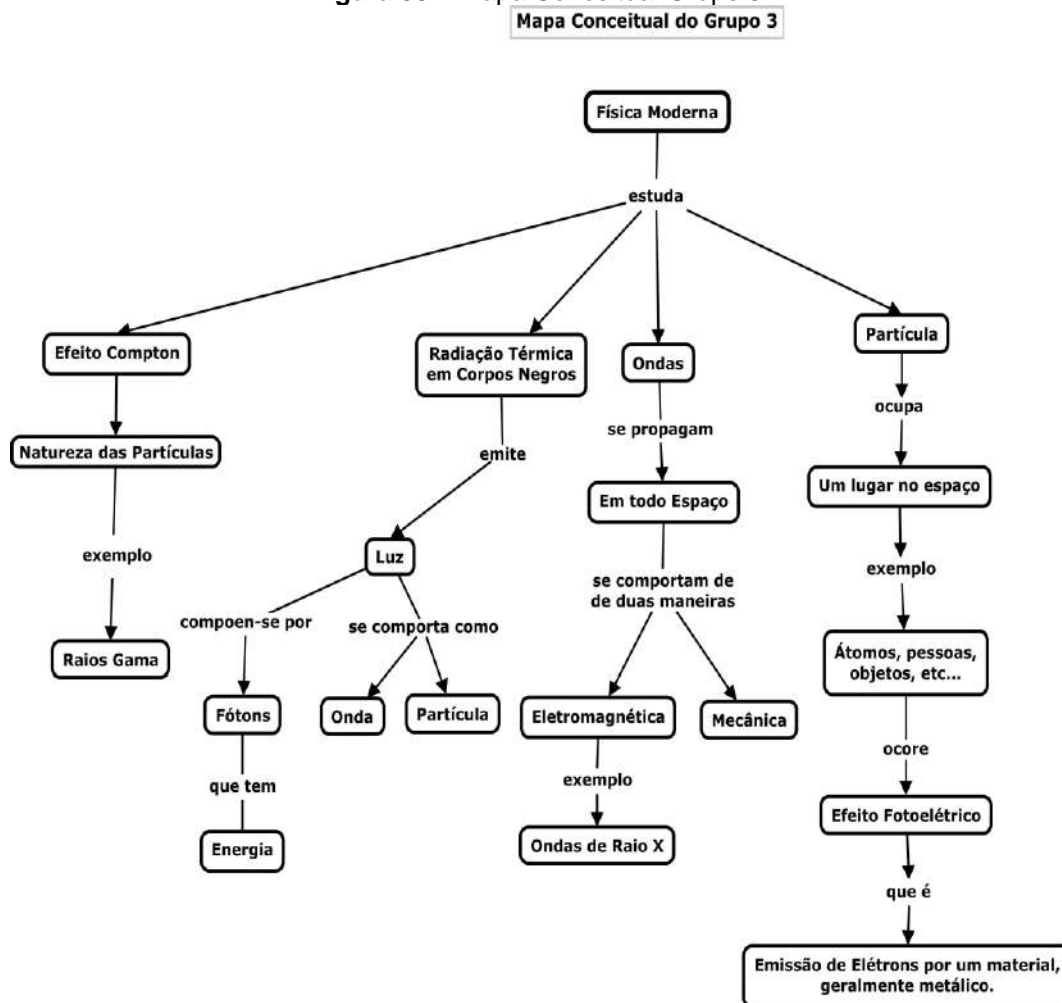 Mapa Conceitual do Grupo 3
Física Moderna
estuda
Efeito Compton
Radiação Térmica
em Corpos Negros
Ondas
Partícula
ocupa
se propagam
Natureza das Partículas
emite
Em todo Espaço
Um lugar no espaço
exemplo
Luz
se comportam de
de duas maneiras
exemplo
compoen-se por
se comporta como
Raios Gama
Átomos, pessoas,
objetos, etc...
Fótons
Onda
Partícula
Eletromagnética
Mecânica
ocore
que tem
exemplo
Efeito Fotoelétrico
Energia
Ondas de Raio X
que é
Emissão de Elétrons por um material,
geralmente metálico.